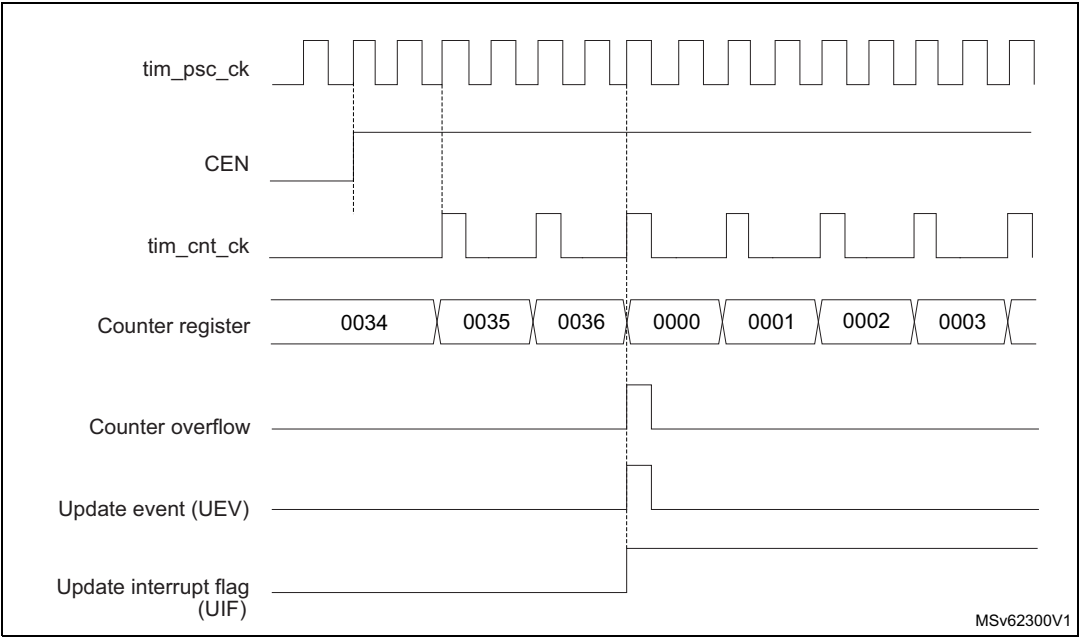 tim_psc_ck
CEN
tim_cnt_ck
Counter register 0034 0035 0036 0000 0001 0002 0003
Counter overflow
Update event (UEV)
Update interrupt flag
(UIF)
MSv62300V1